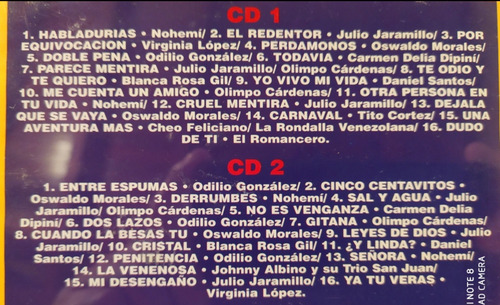 CD 1
1. HABLADURIAS • Nohemí/ 2. EL REDENTOR • Julio Jaramillo/ 3. POR
EQUIVOCACION • Virginia López/ 4. PERDAMONOS • Oswaldo Morales/
5. DOBLE PENA • Odilio González/ 6. TODAVIA • Carmen Delia Dipiní/
7. PARECE MENTIRA • Julio Jaramillo/ Olimpo Cárdenas/ 8. TE ODIO Y
TE QUIERO • Blanca Rosa Gil/ 9. YO VIVO MI VIDA • Daniel Santos/
10. ME CUENTA UN AMIGO • Olimpo Cárdenas/ 11. OTRA PERSONA EN
TU VIDA • Nohemí/ 12. CRUEL MENTIRA • Julio Jaramillo/ 13. DEJALA
QUE SE VAYA • Oswaldo Morales/ 14. CARNAVAL • Tito Cortez/ 15. UNA
AVENTURA MAS • Cheo Feliciano/ La Rondalla Venezolana/ 16. DUDO
DE TI • El Romancero.
CD 2
1. ENTRE ESPUMAS • Odilio González/ 2. CINCO CENTAVITOS •
Oswaldo Morales/ 3. DERRUMBES • Nohemí/ 4. SAL Y AGUA • Julio
Jaramillo/Olimpo Cárdenas/ 5. NO ES VENGANZA • Carmen Delia
Dipiní/ 6. DOS LAZOS • Odilio González/ 7. GITANA • Olimpo Cárdenas/
8. CUANDO LA BESAS TU • Oswaldo Morales/ 9. LEYES DE DIOS • Julio
Jaramillo/ 10. CRISTAL • Blanca Rosa Gil/ 11. ¿Y LINDA? • Daniel
Santos/ 12. PENITENCIA • Odilio González/ 13. SEÑORA • Nohemí/
14. LA VENENOSA • Johnny Albino y su Trio San Juan/
15. MI DESENGAÑO • Julio Jaramillo/ 16. YA TU VERAS •
Virginia López.
I NOTE 8
CAMERA